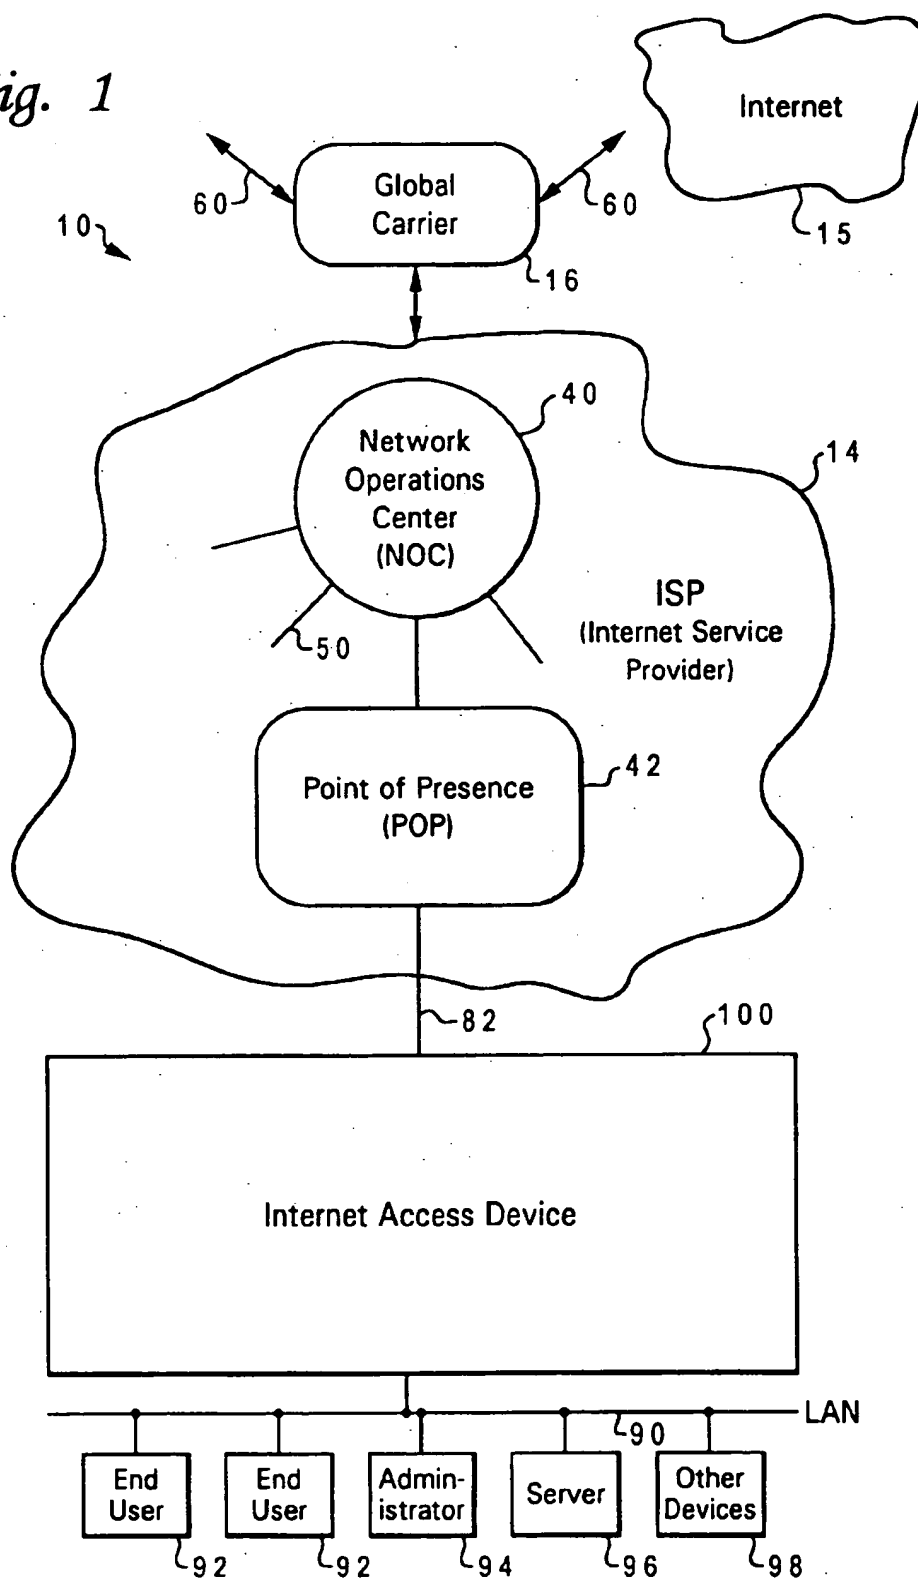 ig. 1
Internet
15
Global
Carrier
60
60
10
16
40
Network
Operations
Center
(NOC)
14
ISP
(Internet Service
Provider)
50
42
Point of Presence
(POP)
82
100
Internet Access Device
LAN
90
End
User
92
End
User
92
Admin-
istrator
94
Server
96
Other
Devices
98